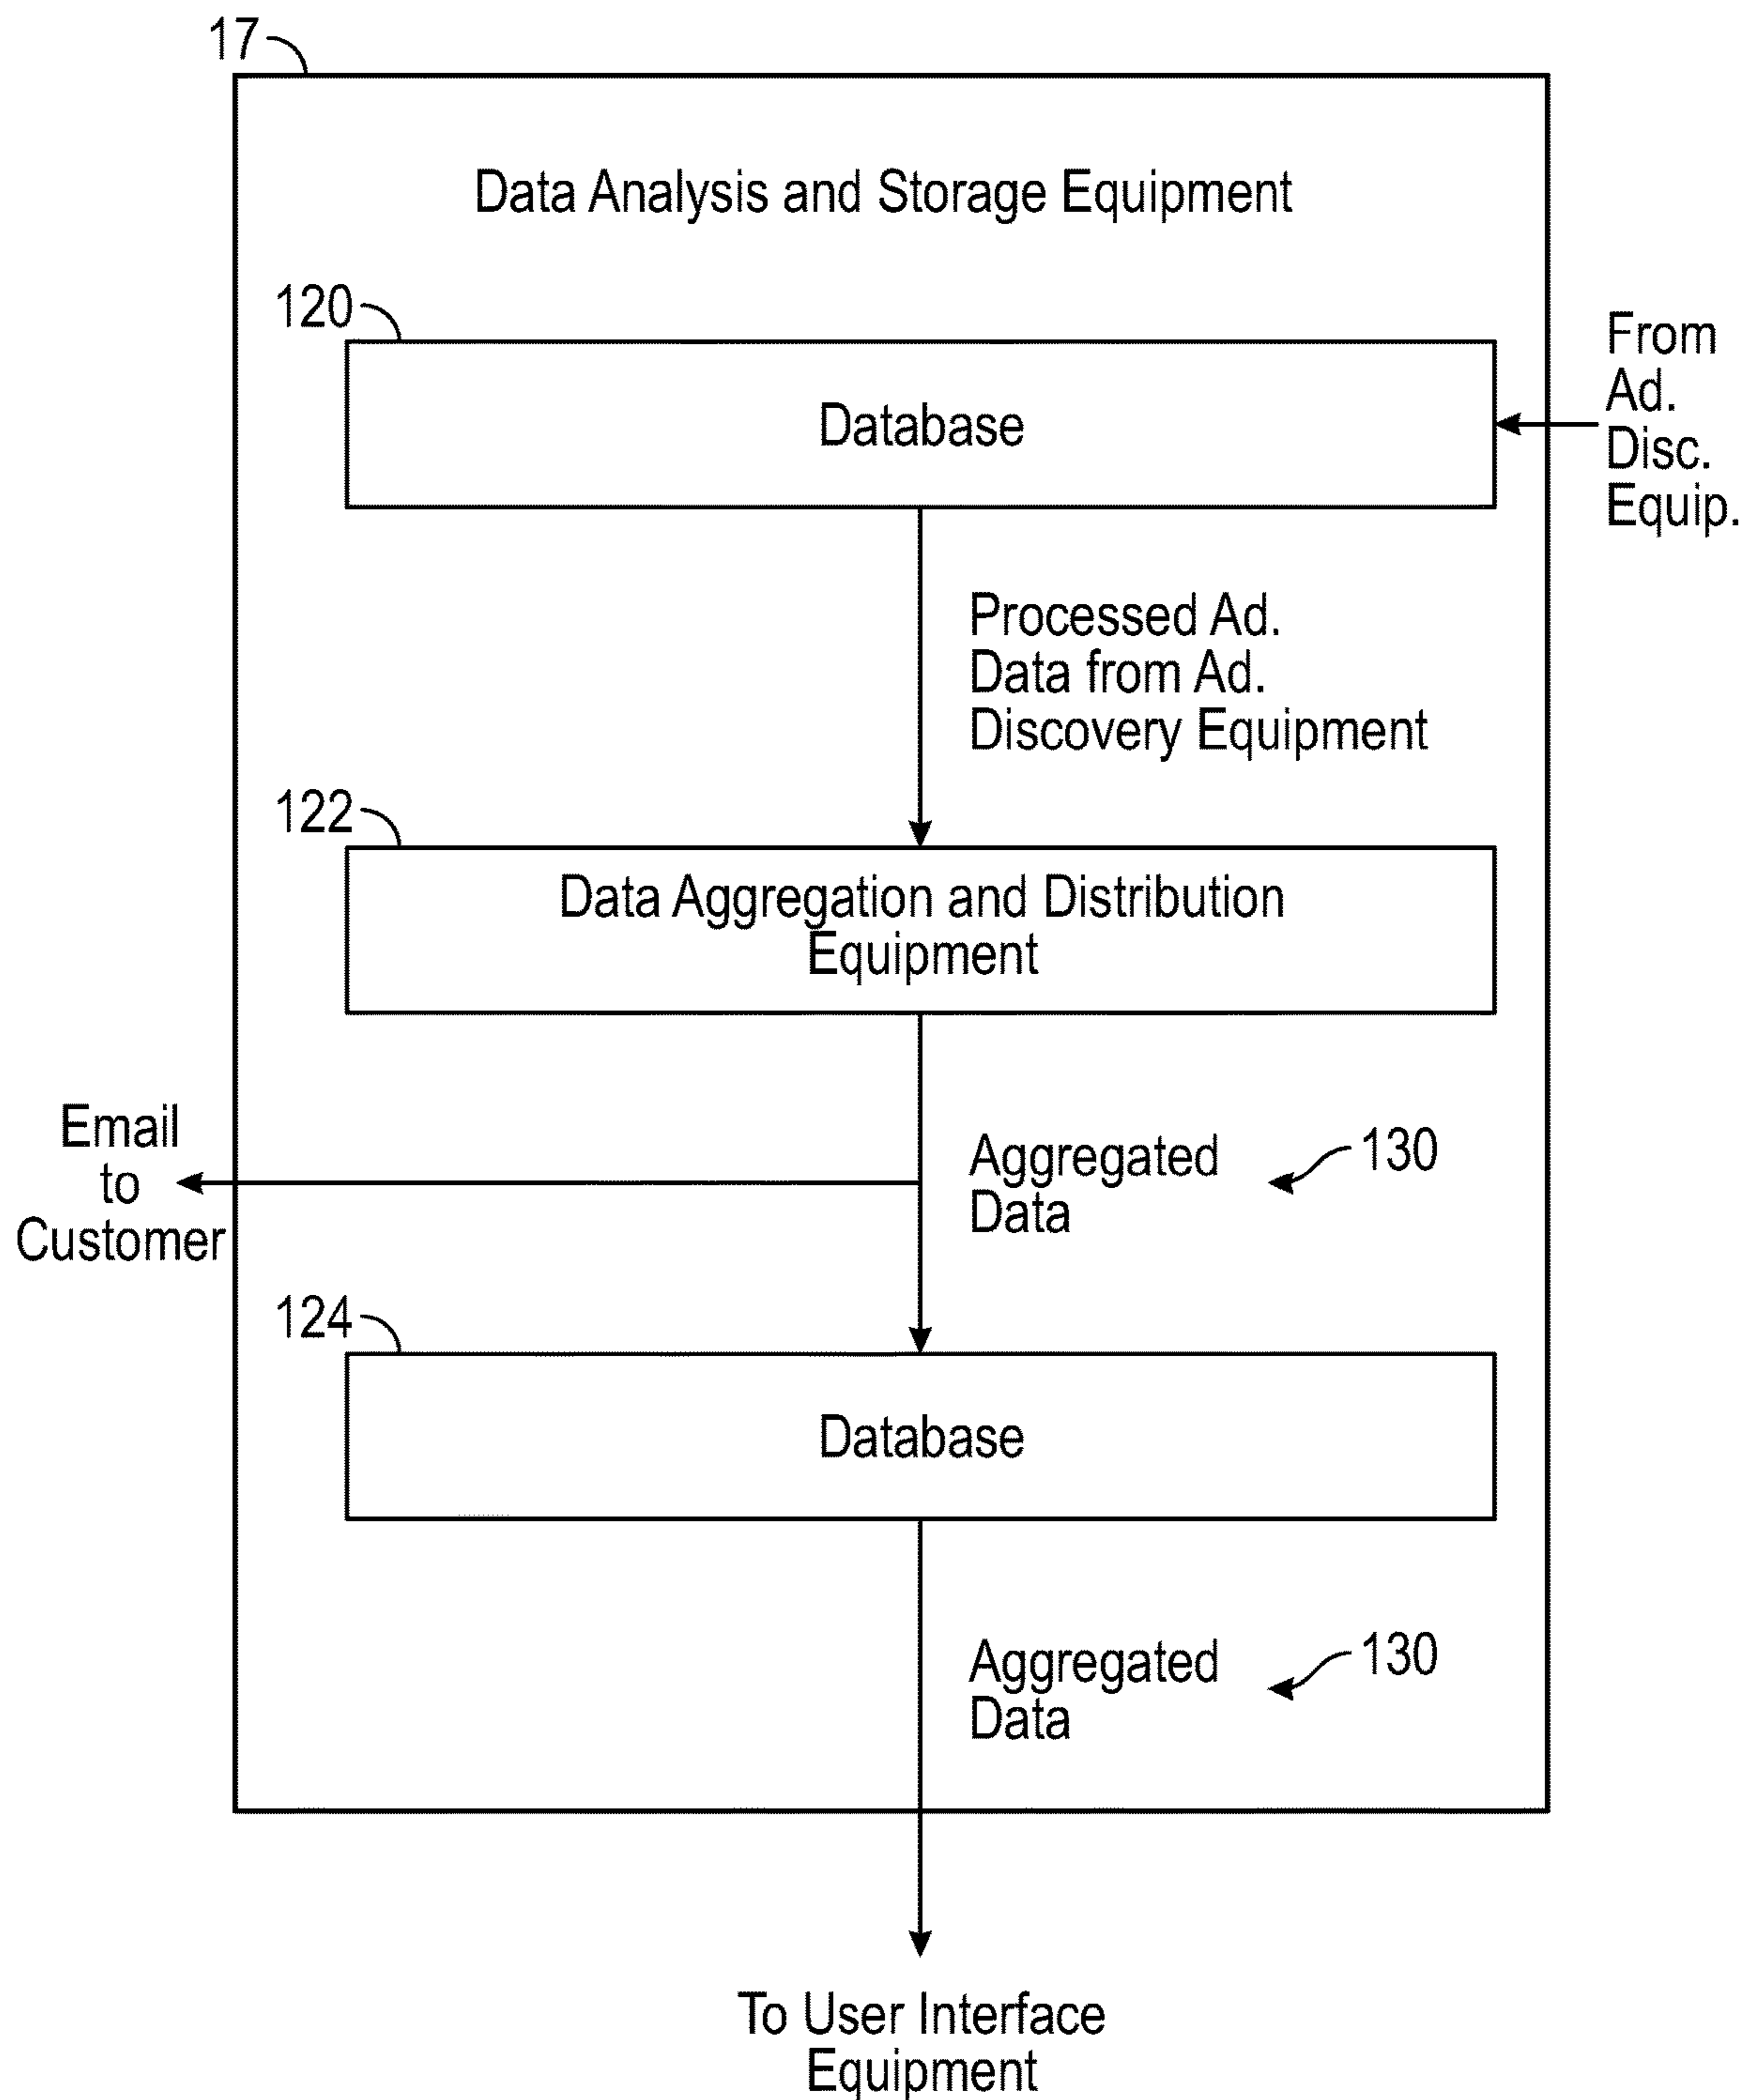 17
Data Analysis and Storage Equipment
120
Database
From
Ad.
Disc.
Equip.
Processed Ad.
Data from Ad.
Discovery Equipment
122
Data Aggregation and Distribution
Equipment
Email
to
Customer
Aggregated
Data
130
124
Database
Aggregated
Data
130
To User Interface
Equipment